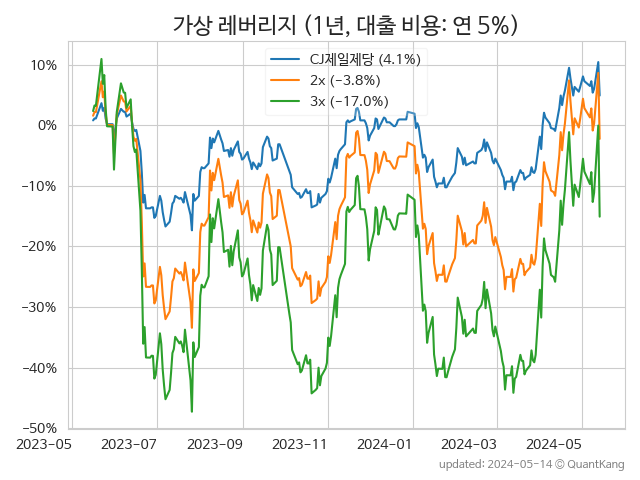 가상 레버리지 (1년, 대출 비용: 연 5%)
CJ제일제당 (4.1%)
2x (−3.8%)
3x (−17.0%)
10%
0%
−10%
−20%
−30%
−40%
−50%
2023-05 2023-07 2023-09 2023-11 2024-01 2024-03 2024-05
updated: 2024-05-14 © QuantKang